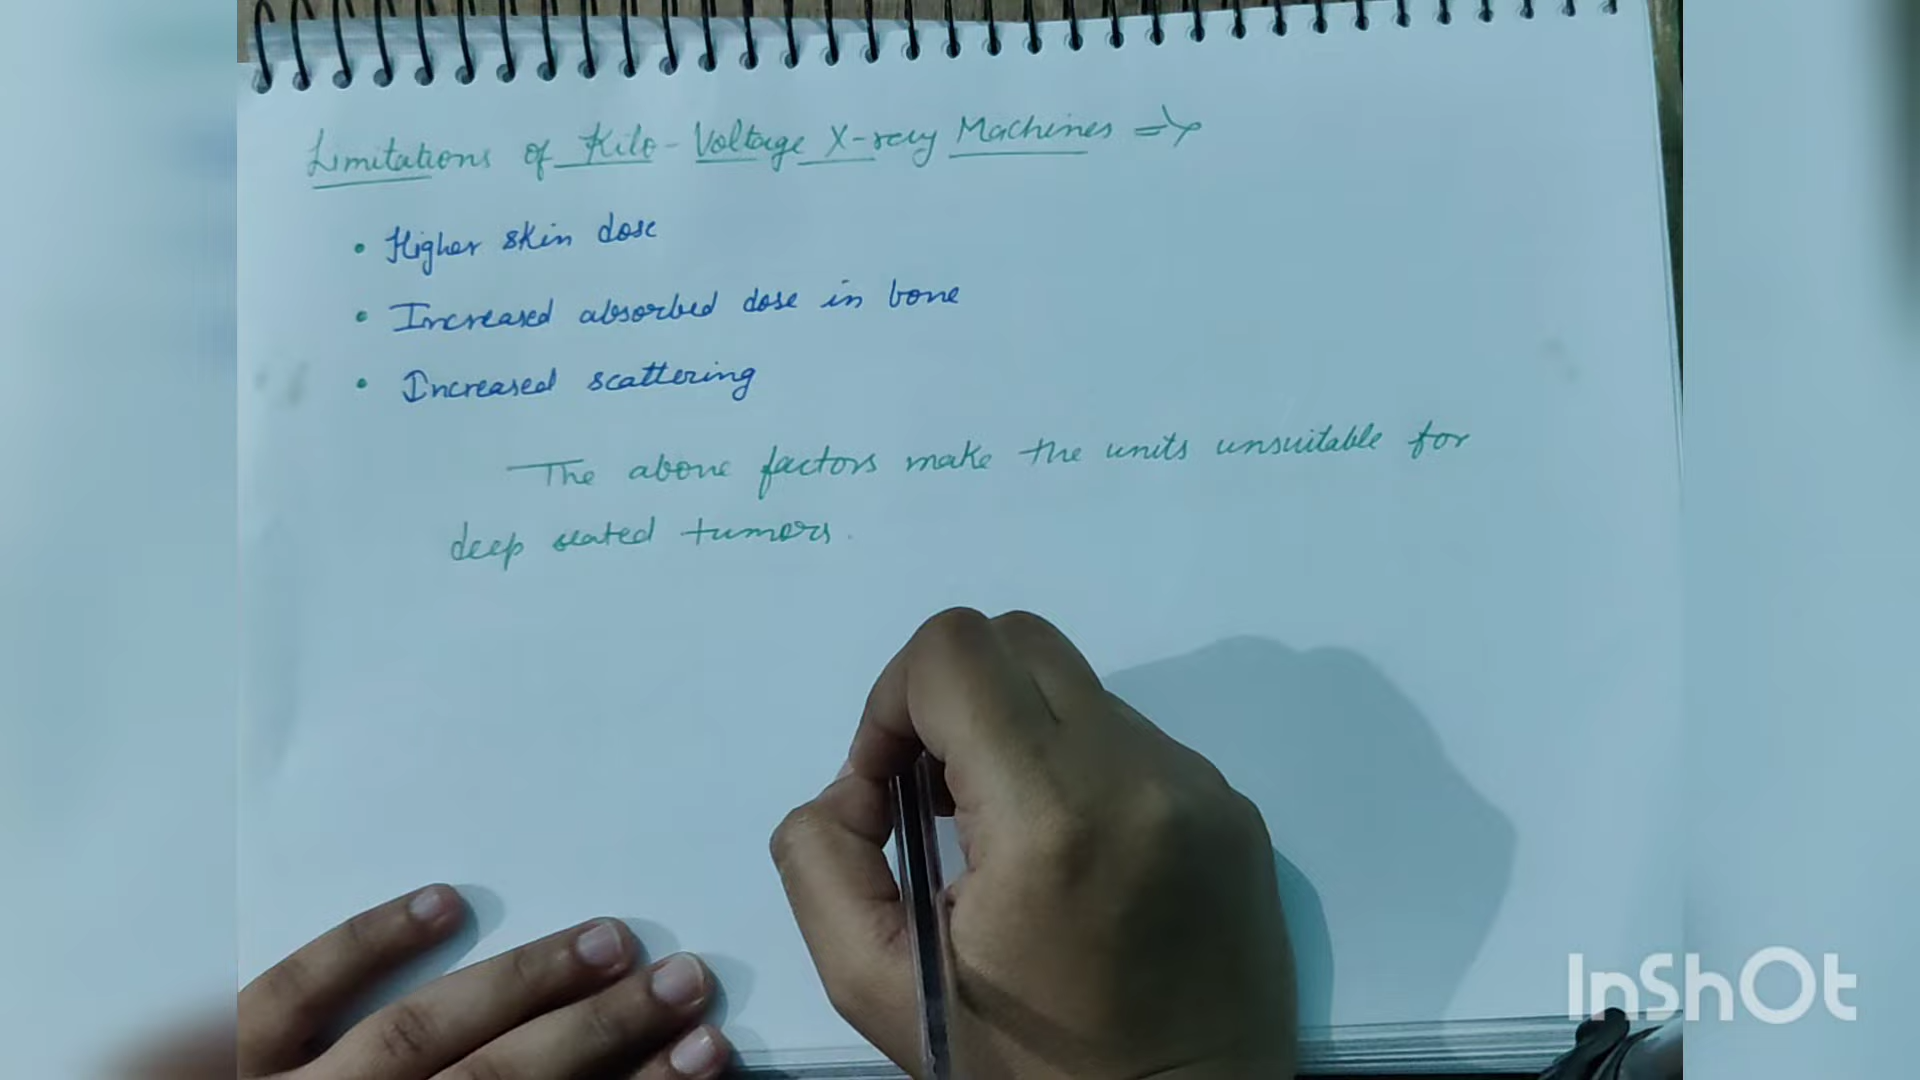 Limitations of Kilo-Voltage X-ray Machines =>
• Higher skin dose
• Increased absorbed dose in bone
• Increased scattering
The above factors make the units unsuitable for
deep seated tumors.
InShOt